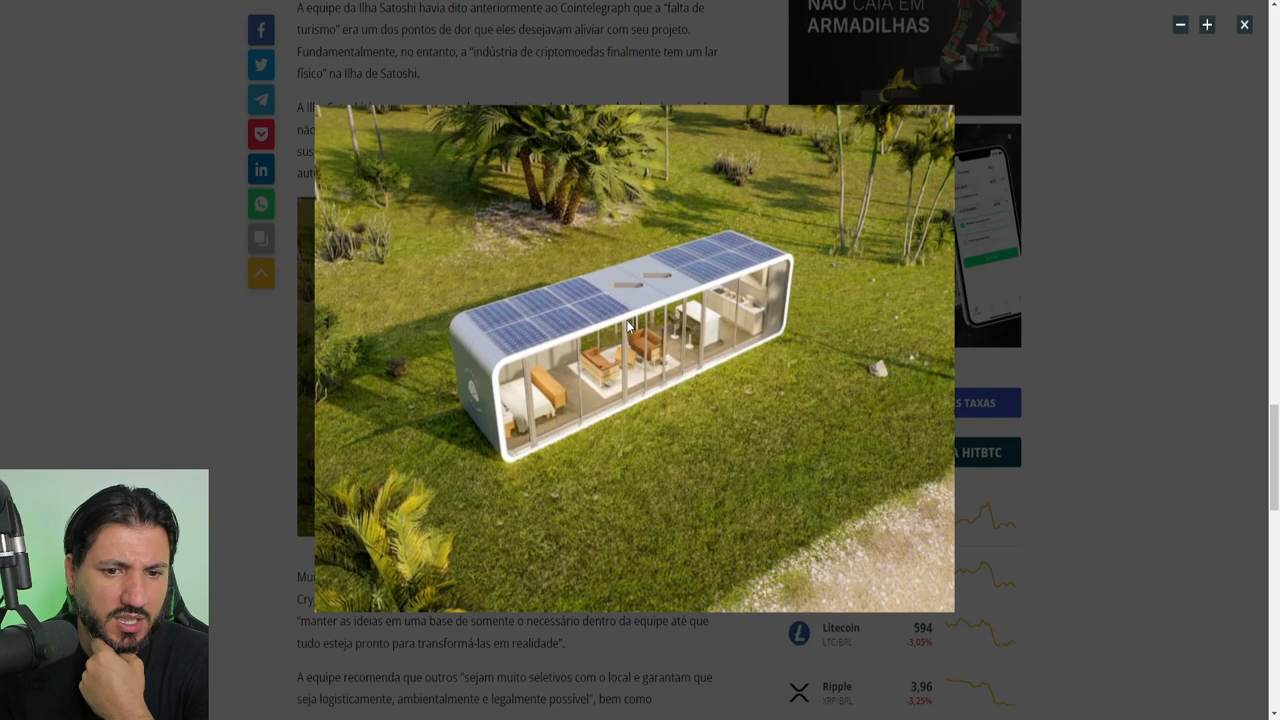 A equipe da Ilha Satoshi havia dito anteriormente ao Cointelegraph que a “falta de
turismo” era um dos pontos de dor que eles desejavam aliviar com seu projeto.
Fundamentalmente, no entanto, a “indústria de criptomoedas finalmente tem um lar
físico” na Ilha de Satoshi.
NÃO CAIA EM
ARMADILHAS
S TAXAS
A HITBTC
“manter as ideias em uma base de somente o necessário dentro da equipe até que
tudo esteja pronto para transformá-las em realidade”.
A equipe recomenda que outros "sejam muito seletivos com o local e garantam que
seja logisticamente, ambientalmente e legalmente possível", bem como
Litecoin 594
LTC/BRL -3,05%
Ripple 3,96
XRP/BRL -3,25%